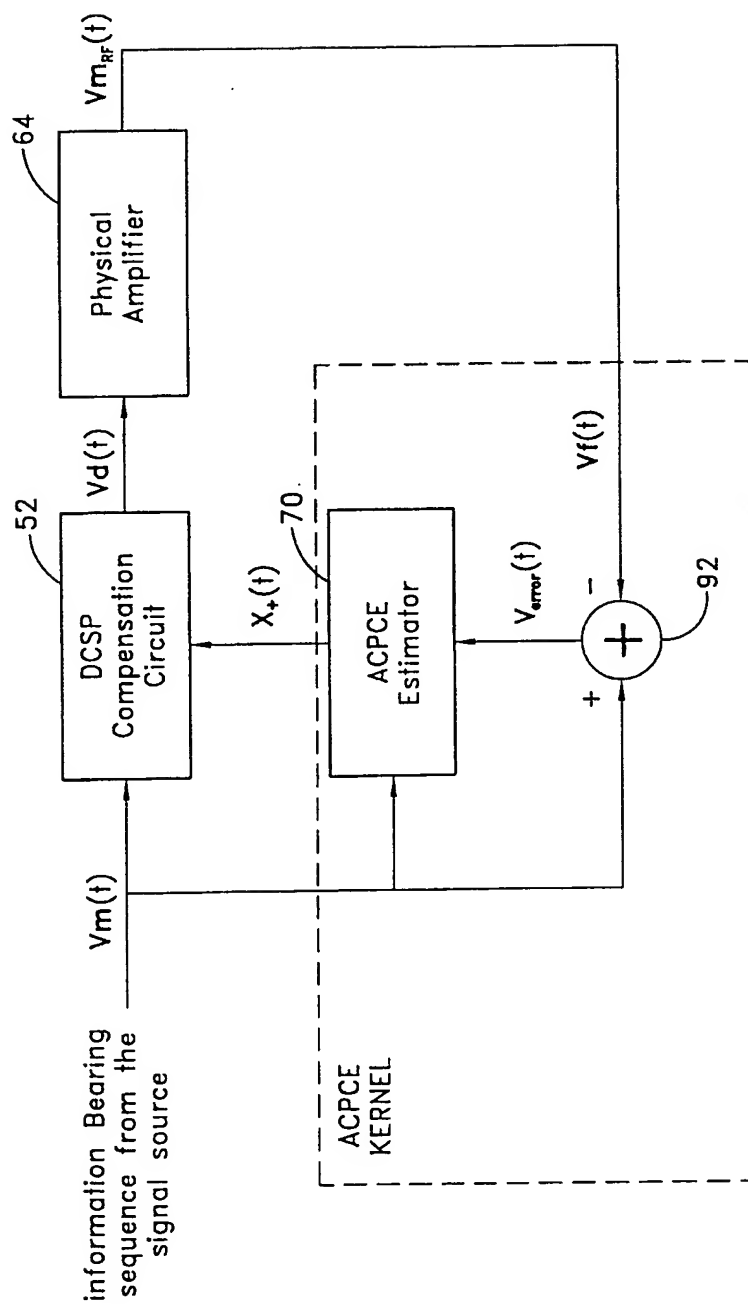 information Bearing
sequence from the
signal source
Vm(t)
52
DCSP
Compensation
Circuit
Vd(t)
64
Physical
Amplifier
Vm_RF(t)
X₊(t)
ACPCE
KERNEL
70
ACPCE
Estimator
V_error(t)
Vf(t)
+
-
+
92